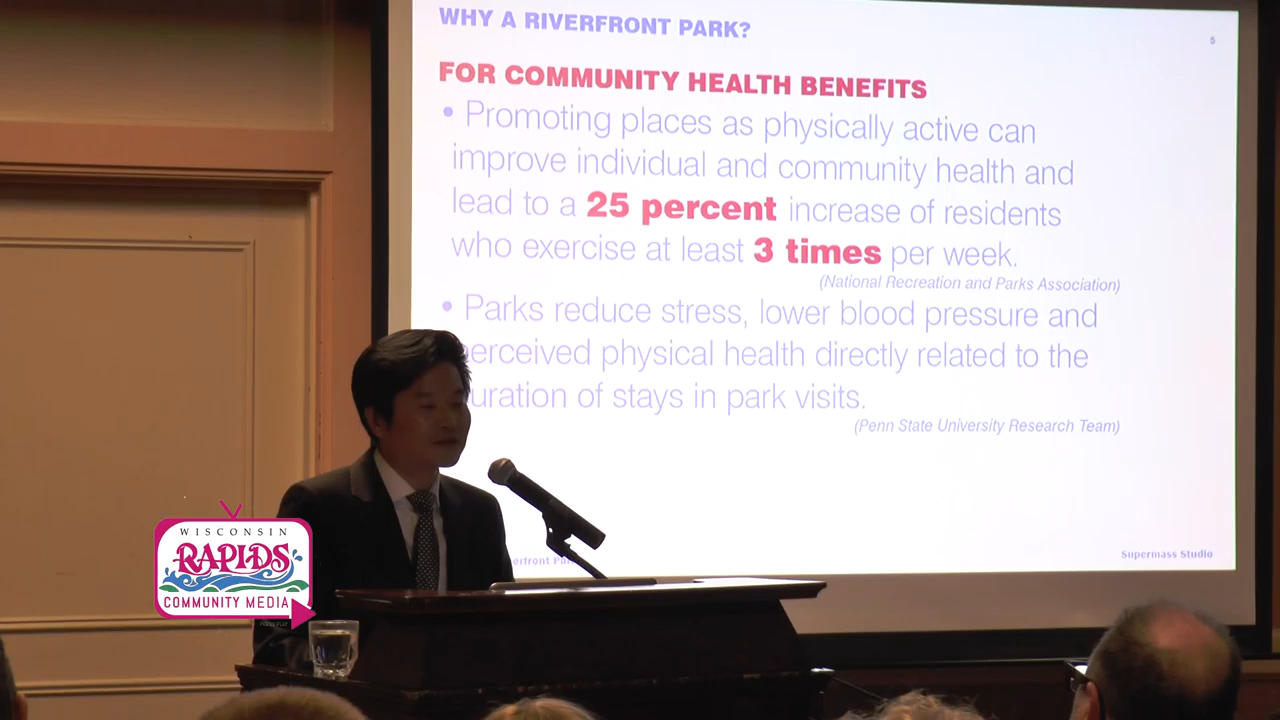 WHY A RIVERFRONT PARK?
5
FOR COMMUNITY HEALTH BENEFITS
• Promoting places as physically active can
improve individual and community health and
lead to a 25 percent increase of residents
who exercise at least 3 times per week.
(National Recreation and Parks Association)
• Parks reduce stress, lower blood pressure and
perceived physical health directly related to the
duration of stays in park visits.
(Penn State University Research Team)
Supermass Studio
WISCONSIN
RAPIDS
COMMUNITY MEDIA